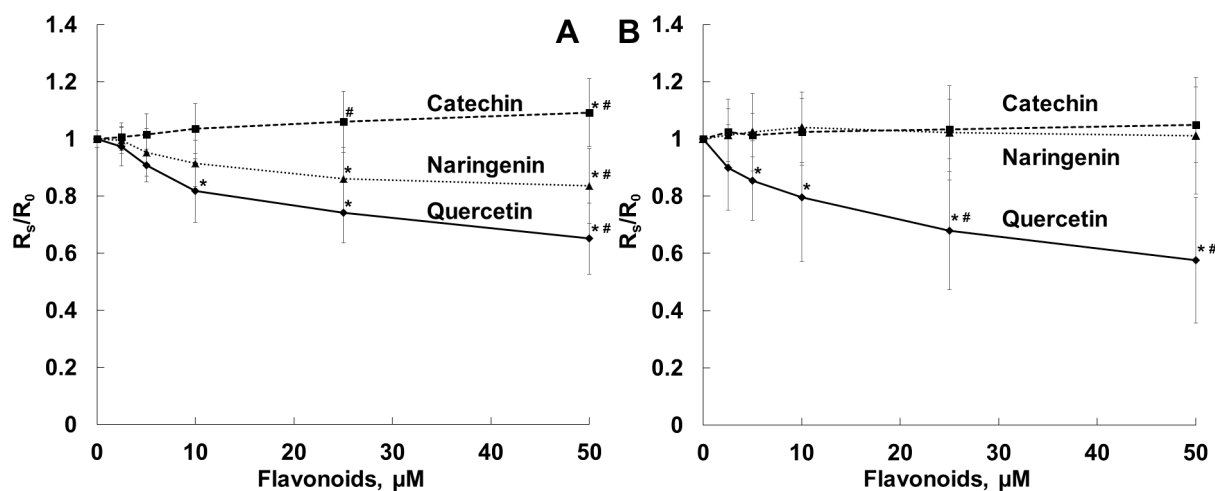 A
1.4
1.2
1
0.8
0.6
0.4
0.2
0
Rs/R0
Catechin
Naringenin
Quercetin
#
* #
*
* #
*
*
* #
0 10 20 30 40 50
Flavonoids, µM
B
1.4
1.2
1
0.8
0.6
0.4
0.2
0
Rs/R0
Catechin
Naringenin
Quercetin
*
*
* #
* #
0 10 20 30 40 50
Flavonoids, µM